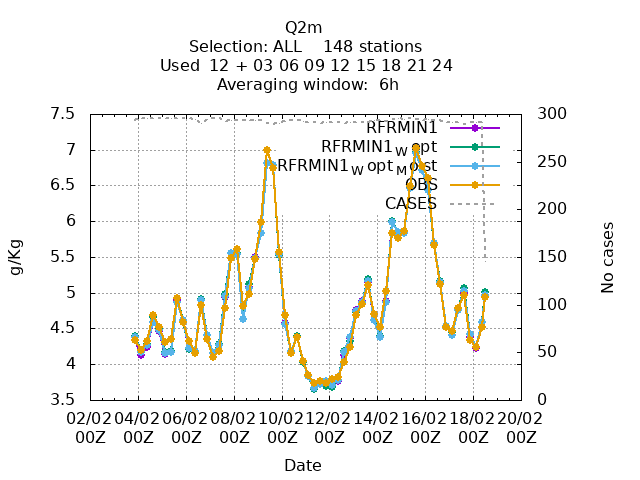 Q2m
Selection: ALL    148 stations
Used  12 + 03 06 09 12 15 18 21 24
Averaging window:  6h
7.5
7
6.5
6
5.5
5
4.5
4
3.5
300
250
200
150
100
50
0
g/Kg
No cases
RFRMIN1
RFRMIN1_W opt
RFRMIN1_W opt_M oist
OBS
CASES
02/02 04/02 06/02 08/02 10/02 12/02 14/02 16/02 18/02 20/02
00Z 00Z 00Z 00Z 00Z 00Z 00Z 00Z 00Z 00Z
Date